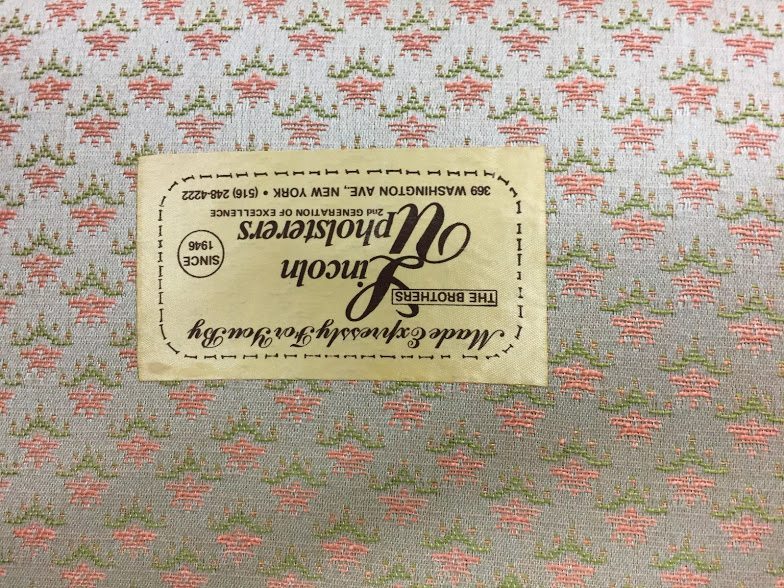 Made Expressly For You By
THE BROTHERS
Lincoln
Upholsterers
2nd GENERATION OF EXCELLENCE
SINCE
1946
369 WASHINGTON AVE, NEW YORK • (516) 248-4222